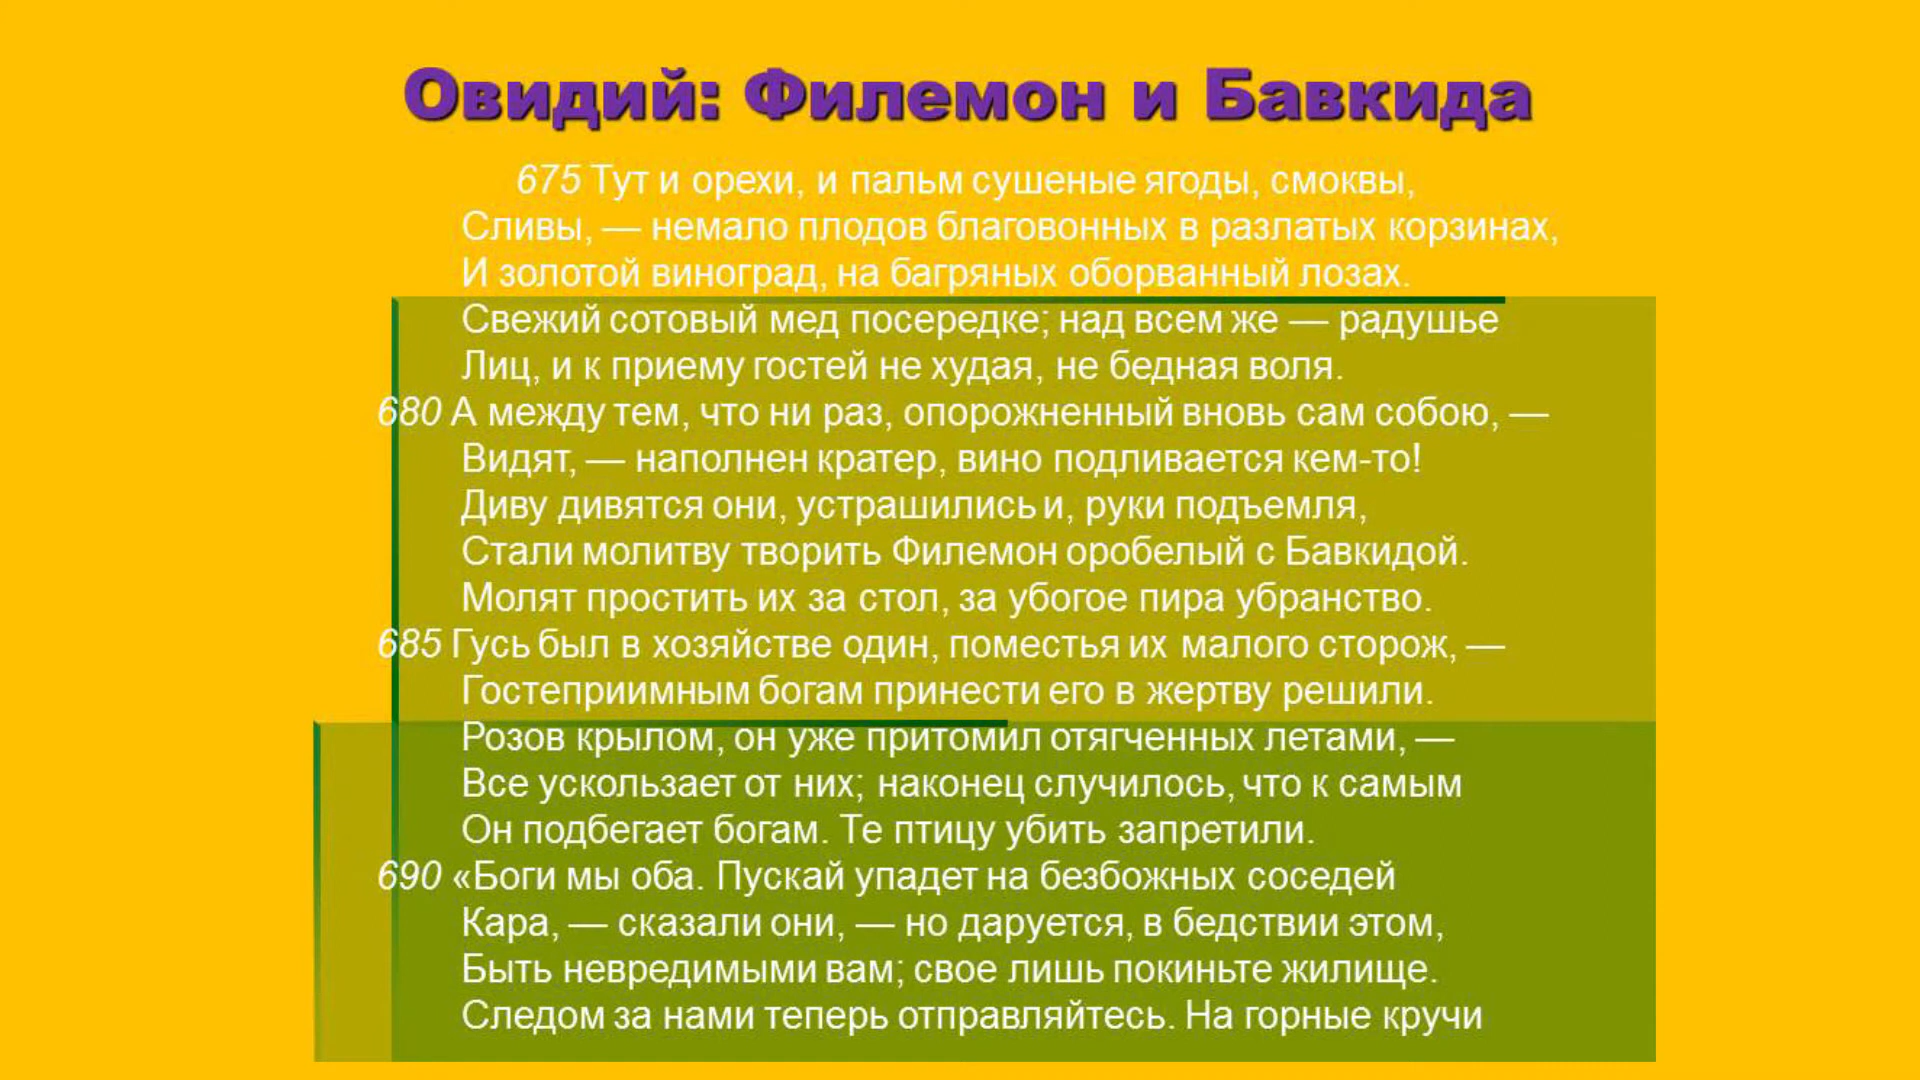 Овидий: Филемон и Бавкида
675 Тут и орехи, и пальм сушеные ягоды, смоквы,
Сливы, — немало плодов благовонных в разлатых корзинах,
И золотой виноград, на багряных оборванный лозах.
Свежий сотовый мед посередке; над всем же — радушье
Лиц, и к приему гостей не худая, не бедная воля.
680 А между тем, что ни раз, опорожненный вновь сам собою, —
Видят, — наполнен кратер, вино подливается кем-то!
Диву дивятся они, устрашились и, руки подъемля,
Стали молитву творить Филемон оробелый с Бавкидой.
Молят простить их за стол, за убогое пира убранство.
685 Гусь был в хозяйстве один, поместья их малого сторож, —
Гостеприимным богам принести его в жертву решили.
Розов крылом, он уже притомил отягченных летами, —
Все ускользает от них; наконец случилось, что к самым
Он подбегает богам. Те птицу убить запретили.
690 «Боги мы оба. Пускай упадет на безбожных соседей
Кара, — сказали они, — но даруется, в бедствии этом,
Быть невредимыми вам; свое лишь покиньте жилище.
Следом за нами теперь отправляйтесь. На горные кручи